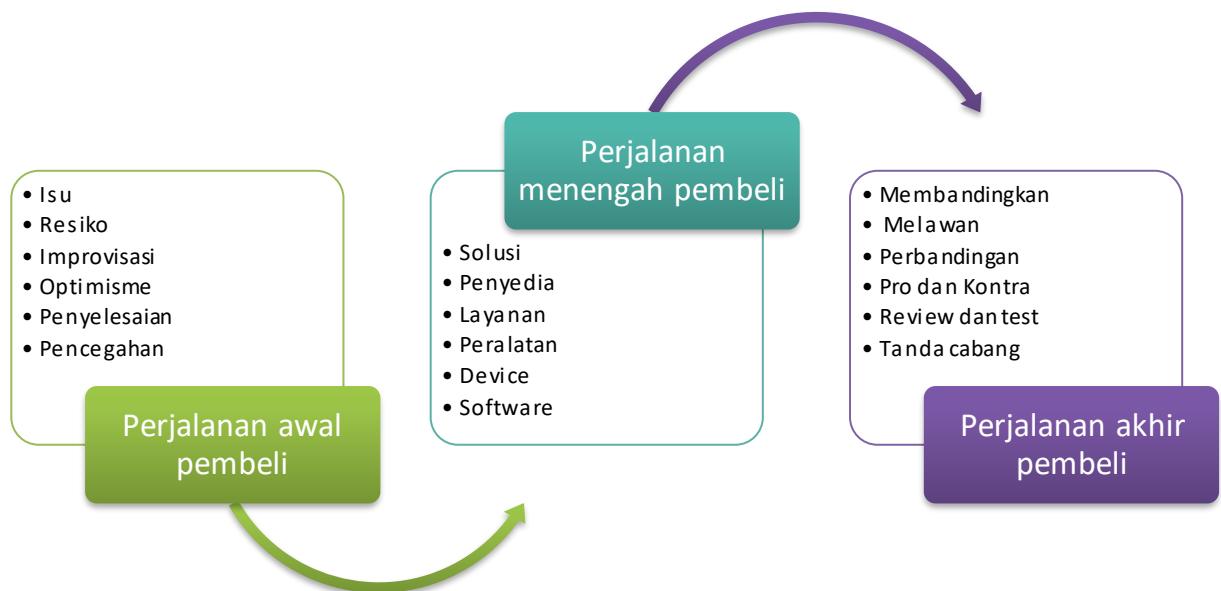 • Isu
• Resiko
• Improvisasi
• Optimisme
• Penyelesaian
• Pencegahan
Perjalanan awal
pembeli
Perjalanan
menengah pembeli
• Solusi
• Penyedia
• Layanan
• Peralatan
• Device
• Software
• Membandingkan
• Melawan
• Perbandingan
• Pro dan Kontra
• Review dan test
• Tanda cabang
Perjalanan akhir
pembeli